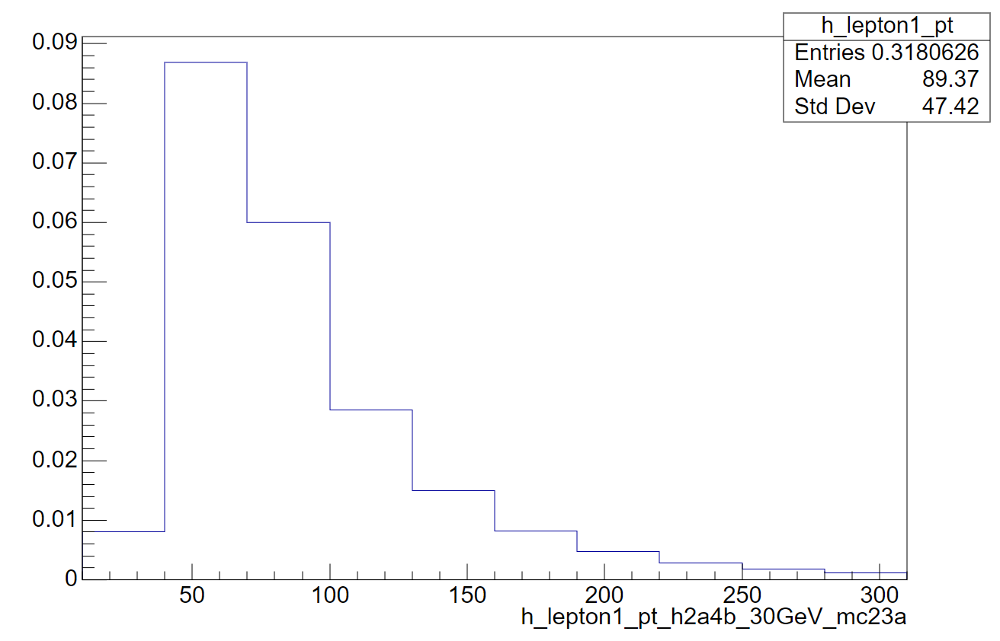 h_lepton1_pt
Entries 0.3180626
Mean 89.37
Std Dev 47.42
0.09
0.08
0.07
0.06
0.05
0.04
0.03
0.02
0.01
0
50 100 150 200 250 300
h_lepton1_pt_h2a4b_30GeV_mc23a